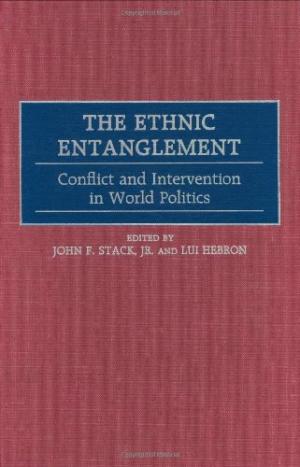 THE ETHNIC
ENTANGLEMENT
Conflict and Intervention
in World Politics
EDITED BY
JOHN F. STACK, JR. AND LUI HEBRON